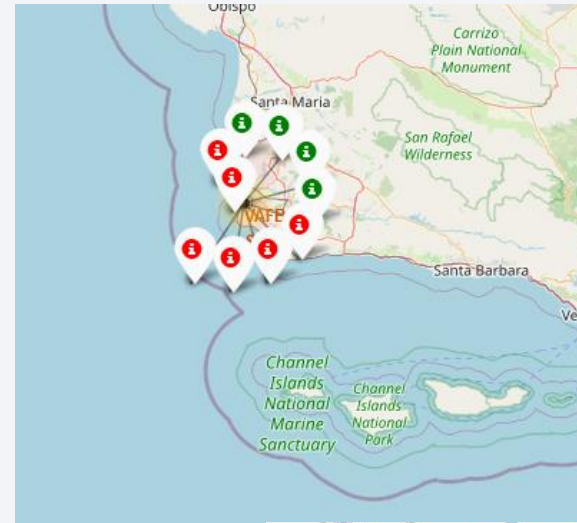 Obispo
Carrizo
Plain National
Monument
Santa Maria
San Rafael
Wilderness
VAFB
Santa Barbara
Ve
Channel
Islands
National
Marine
Sanctuary
Channel
Islands
National
Park